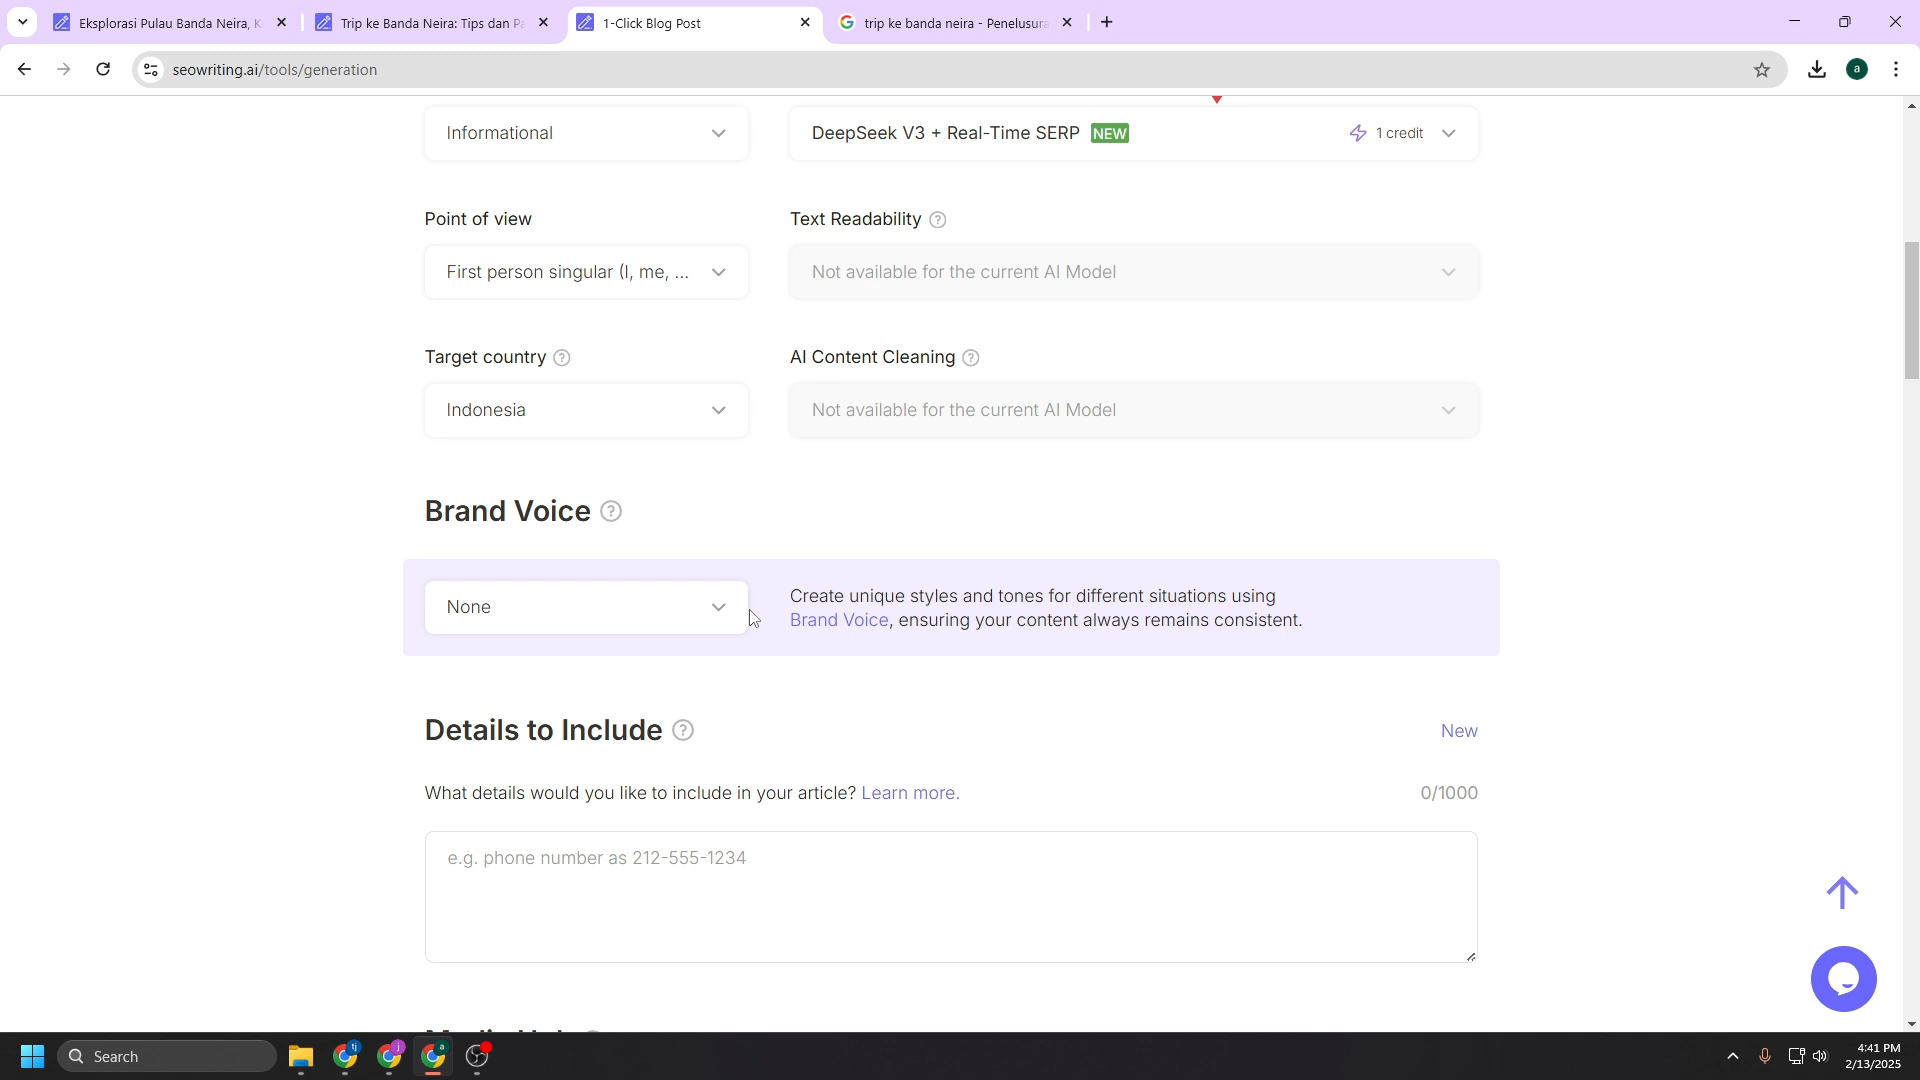 Eksplorasi Pulau Banda Neira, K
Trip ke Banda Neira: Tips dan Pa
1-Click Blog Post
trip ke banda neira - Penelusura
seowriting.ai/tools/generation
a
Informational
DeepSeek V3 + Real-Time SERP NEW
1 credit
Point of view
Text Readability ?
First person singular (I, me, ...
Not available for the current AI Model
Target country ?
AI Content Cleaning ?
Indonesia
Not available for the current AI Model
Brand Voice ?
None
Create unique styles and tones for different situations using
Brand Voice, ensuring your content always remains consistent.
Details to Include ?
New
What details would you like to include in your article? Learn more.
0/1000
e.g. phone number as 212-555-1234
Search
tj
j
a
4:41 PM
2/13/2025